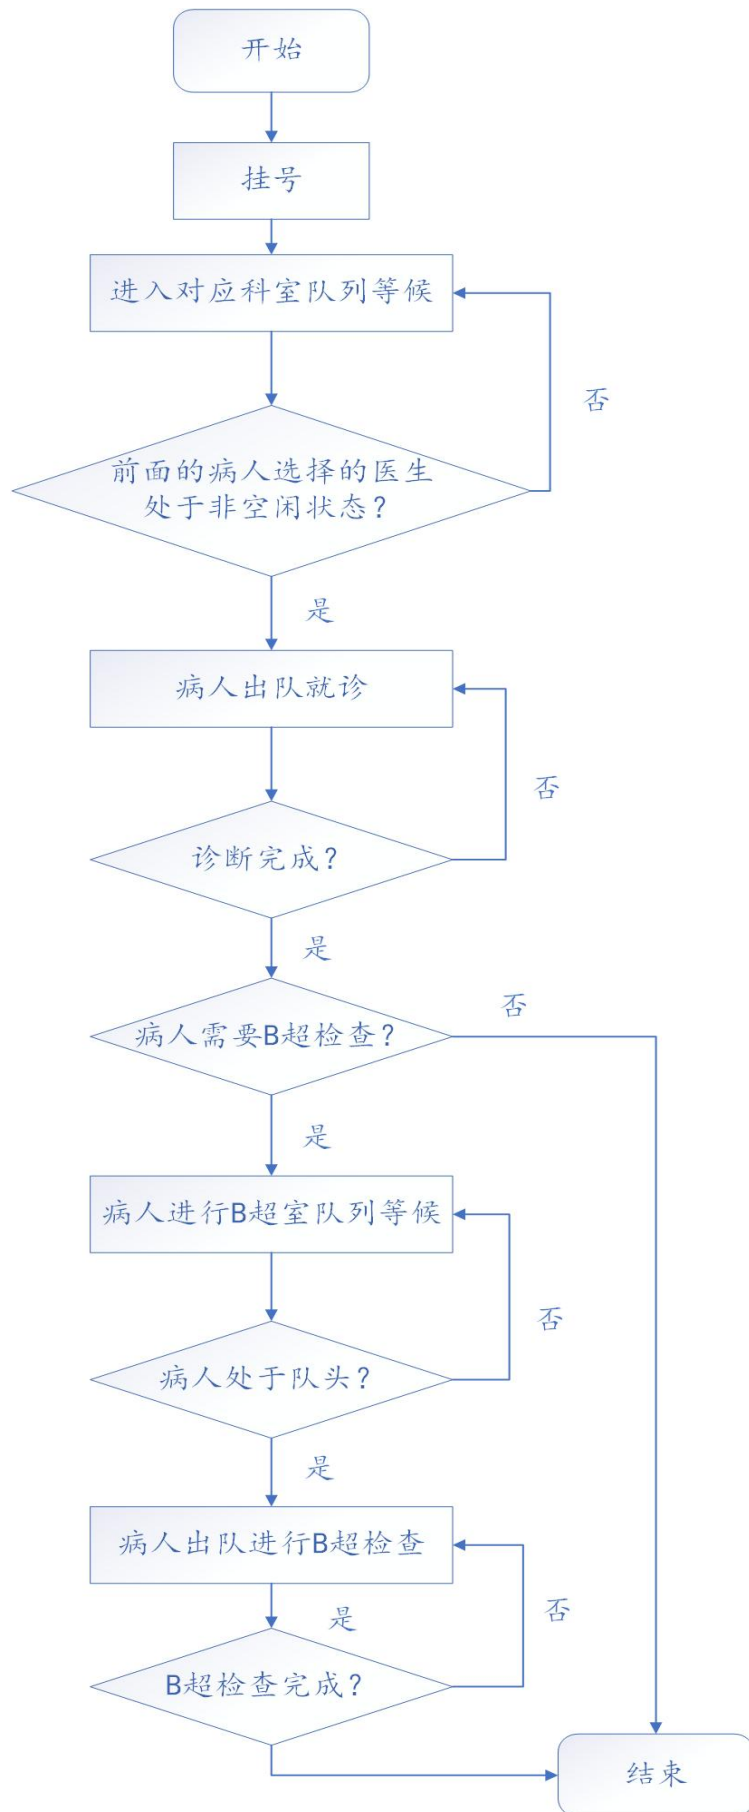 开始
挂号
进入对应科室队列等候
否
前面的病人选择的医生
处于非空闲状态?
是
病人出队就诊
否
诊断完成?
是
否
病人需要B超检查?
是
病人进行B超室队列等候
否
病人处于队头?
是
病人出队进行B超检查
是
否
B超检查完成?
结束